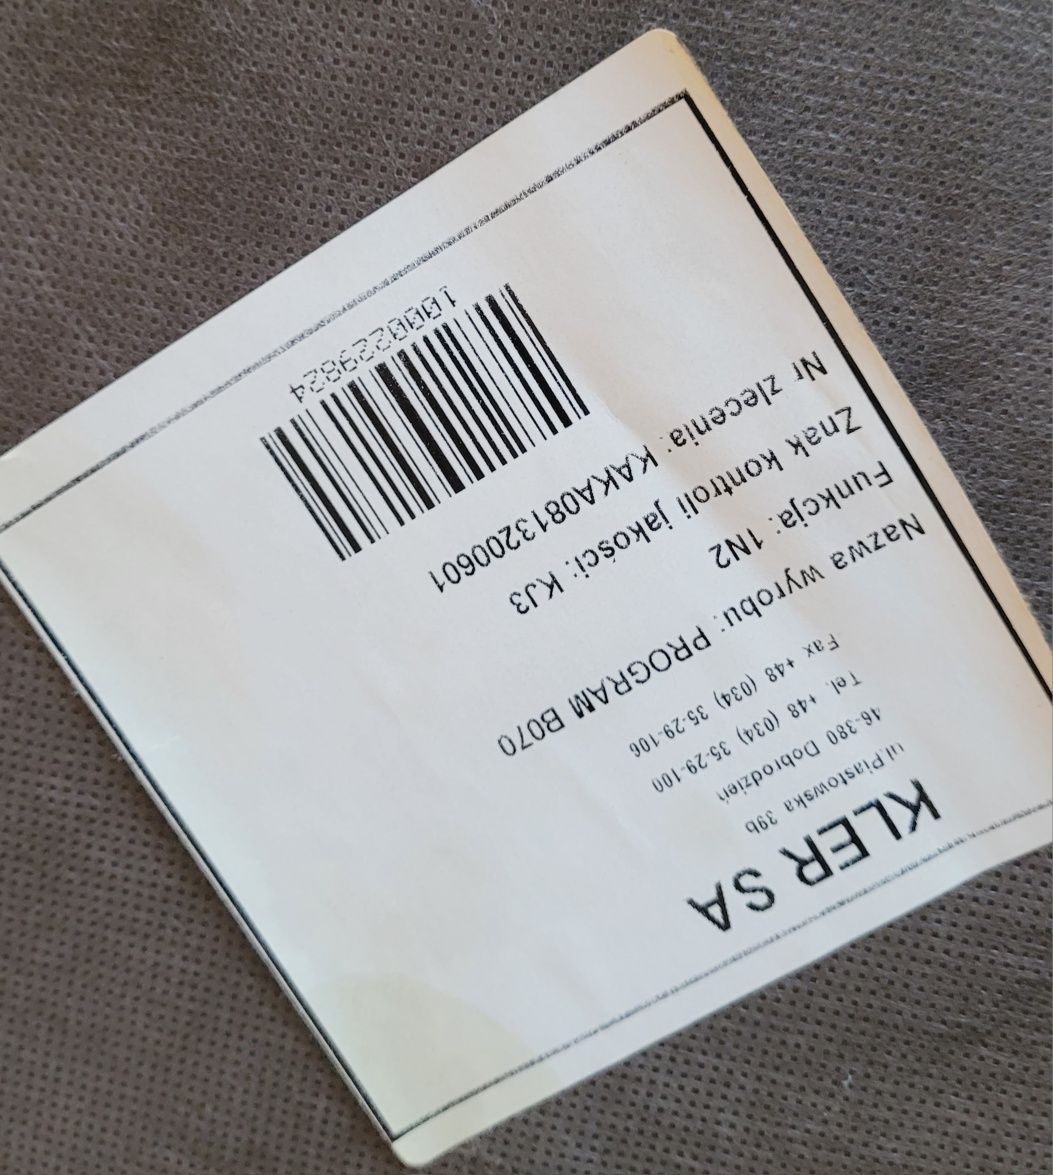 KLER SA
ul.Piastowska 39b
46-380 Dobrodzień
Tel. +48 (034) 35-29-100
Fax +48 (034) 35-29-106
Nazwa wyrobu: PROGRAM B070
Funkcja: 1N2
Znak kontroli jakości: KJ3
Nr zlecenia: KAKA0813200601
1000229824